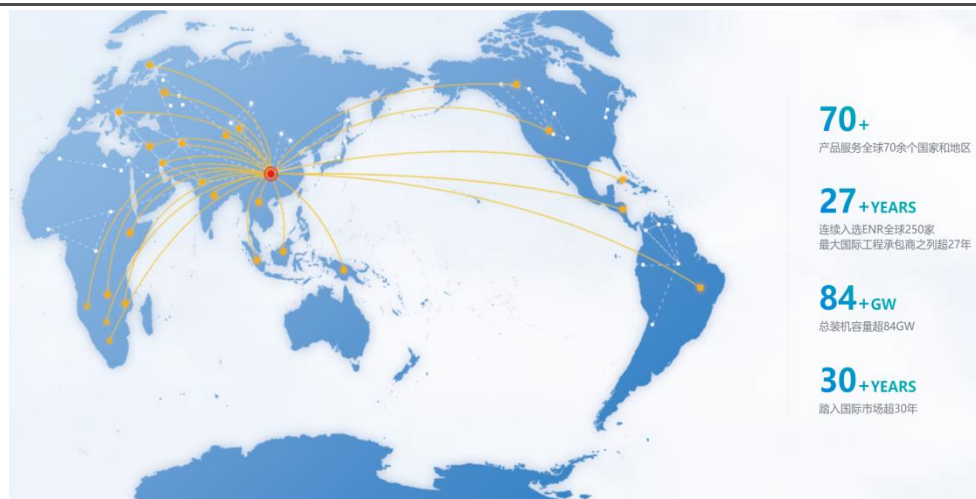 70+
产品服务全球70余个国家和地区
27+YEARS
连续入选ENR全球250家
最大国际工程承包商之列超27年
84+GW
总装机容量超84GW
30+YEARS
踏入国际市场超30年